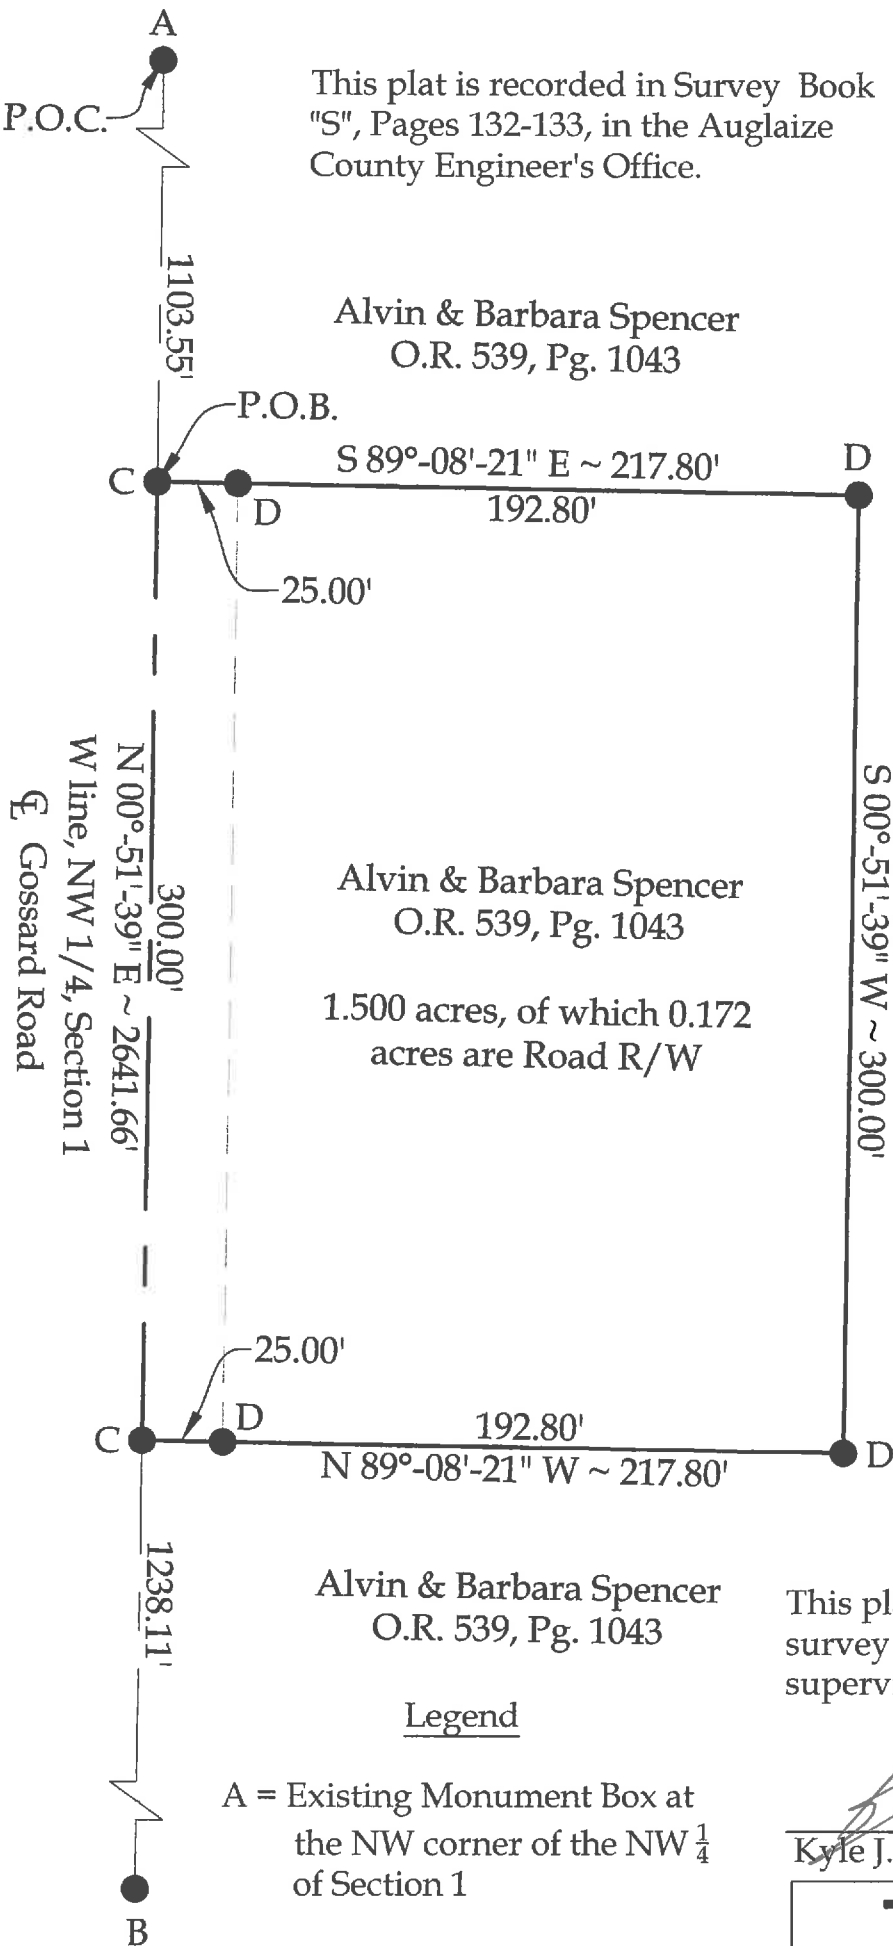 A
P.O.C.
This plat is recorded in Survey Book
"S", Pages 132-133, in the Auglaize
County Engineer's Office.
1103.55'
Alvin & Barbara Spencer
O.R. 539, Pg. 1043
P.O.B.
C
S 89°-08'-21" E ~ 217.80'
D
D
192.80'
25.00'
300.00'
N 00°-51'-39" E ~ 2641.66'
W line, NW 1/4, Section 1
℄ Gossard Road
S 00°-51'-39" W ~ 300.00'
Alvin & Barbara Spencer
O.R. 539, Pg. 1043
1.500 acres, of which 0.172
acres are Road R/W
25.00'
C
D
192.80'
D
N 89°-08'-21" W ~ 217.80'
1238.11'
Alvin & Barbara Spencer
O.R. 539, Pg. 1043
This pl
survey
superv
Legend
A = Existing Monument Box at
the NW corner of the NW 1/4
of Section 1
Kyle J.
B